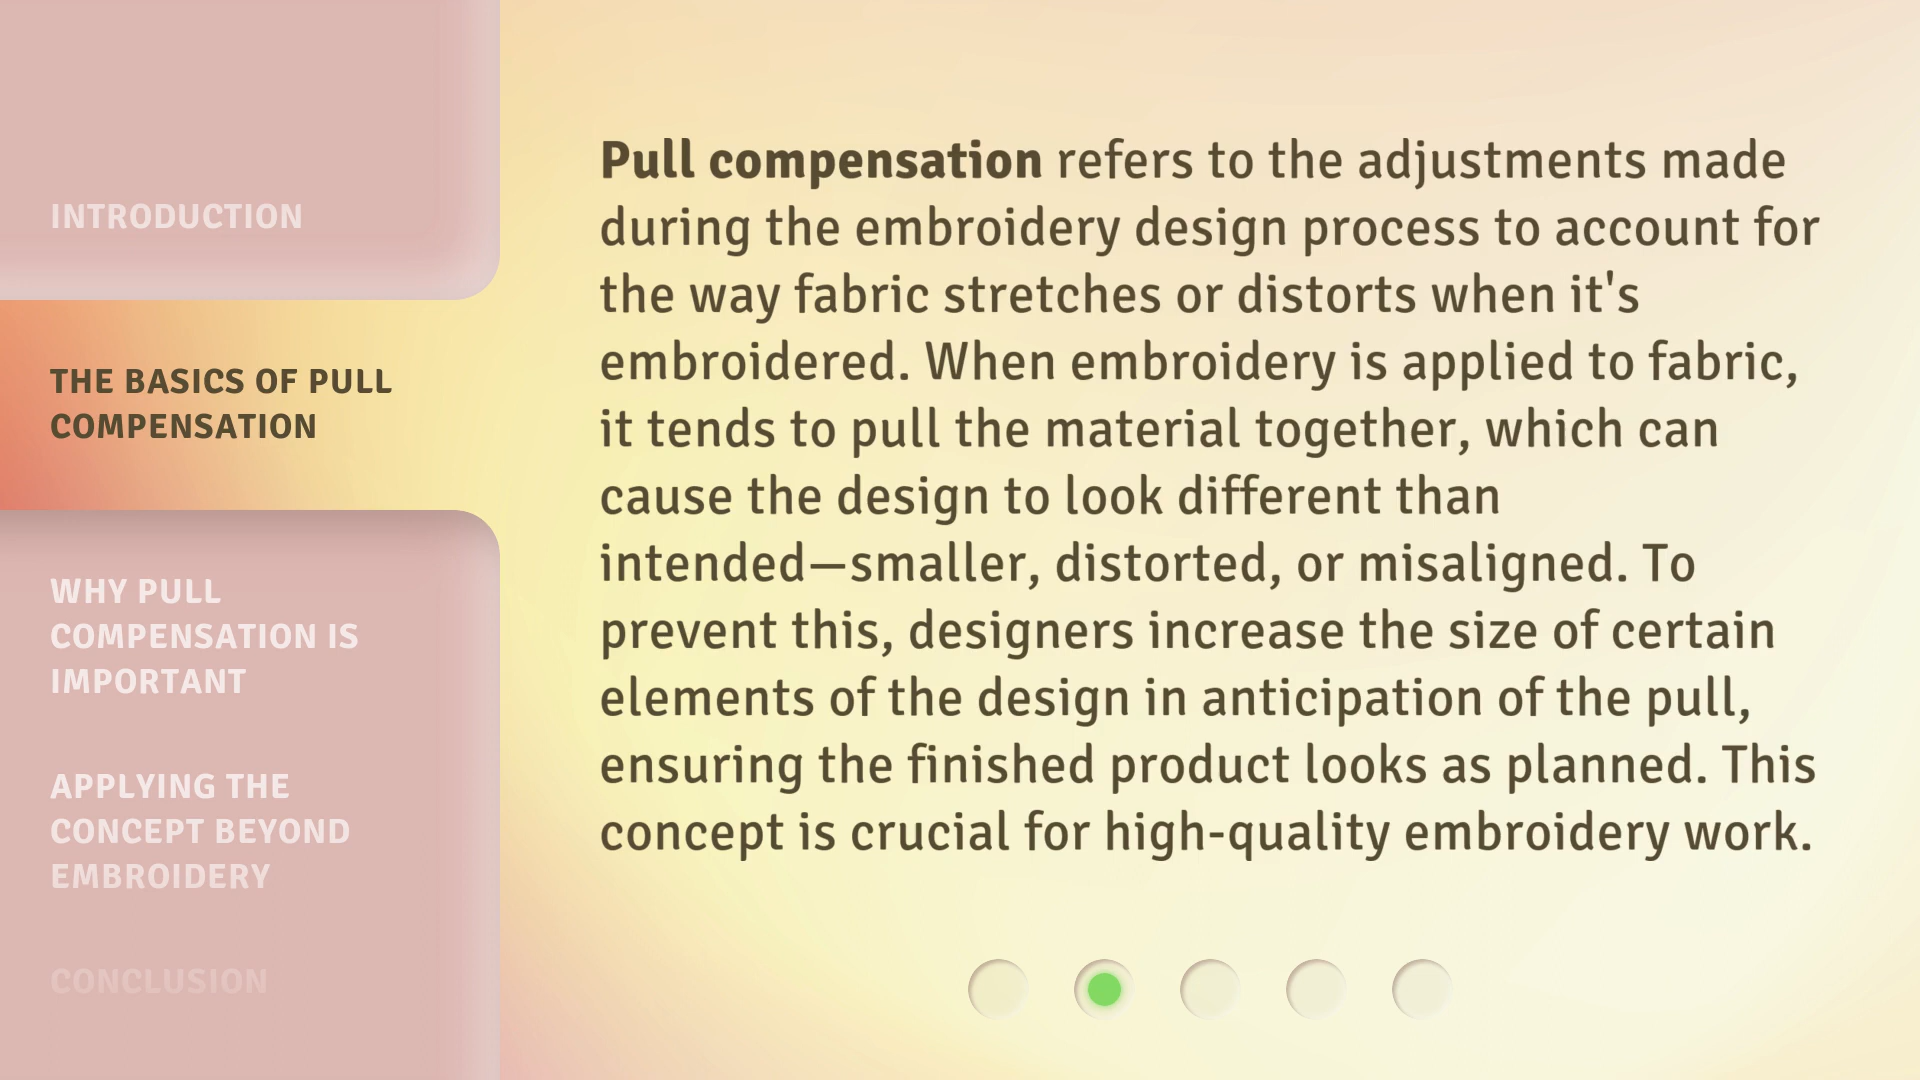 INTRODUCTION
THE BASICS OF PULL
COMPENSATION
WHY PULL
COMPENSATION IS
IMPORTANT
APPLYING THE
CONCEPT BEYOND
EMBROIDERY
CONCLUSION
Pull compensation refers to the adjustments made
during the embroidery design process to account for
the way fabric stretches or distorts when it's
embroidered. When embroidery is applied to fabric,
it tends to pull the material together, which can
cause the design to look different than
intended—smaller, distorted, or misaligned. To
prevent this, designers increase the size of certain
elements of the design in anticipation of the pull,
ensuring the finished product looks as planned. This
concept is crucial for high-quality embroidery work.